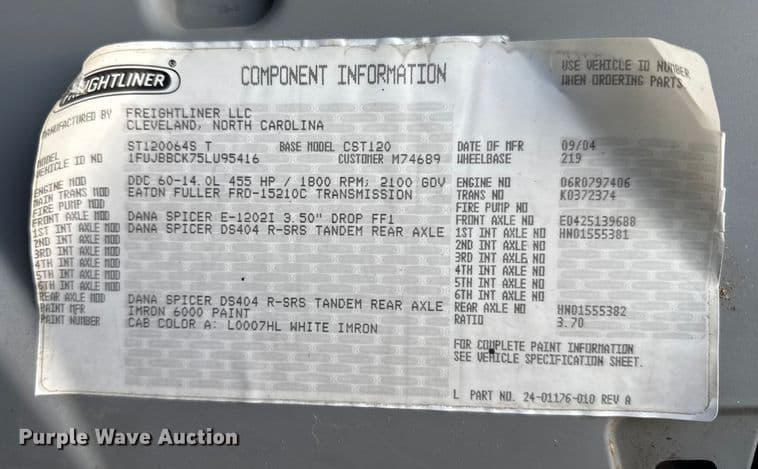 FREIGHTLINER ®
COMPONENT INFORMATION
USE VEHICLE ID NUMBER
WHEN ORDERING PARTS
MANUFACTURED BY FREIGHTLINER LLC
CLEVELAND, NORTH CAROLINA
MODEL ST120064S T BASE MODEL CST120 DATE OF MFR 09/04
VEHICLE ID NO 1FUJBBCK75LU95416 CUSTOMER M74689 WHEELBASE 219
ENGINE MOD DDC 60-14.0L 455 HP / 1800 RPM; 2100 GOV ENGINE NO 06R0797406
MAIN TRANS MOD EATON FULLER FRO-15210C TRANSMISSION TRANS NO K0372374
FIRE PUMP MOD FIRE PUMP NO
FRONT AXLE MOD DANA SPICER E-1202I 3.50" DROP FF1 FRONT AXLE NO E0425139688
1ST INT AXLE MOD DANA SPICER DS404 R-SRS TANDEM REAR AXLE 1ST INT AXLE NO HN01555381
2ND INT AXLE MOD 2ND INT AXLE NO
3RD INT AXLE MOD 3RD INT AXLE NO
4TH INT AXLE MOD 4TH INT AXLE NO
5TH INT AXLE MOD 5TH INT AXLE NO
6TH INT AXLE MOD 6TH INT AXLE NO
REAR AXLE MOD DANA SPICER DS404 R-SRS TANDEM REAR AXLE REAR AXLE NO HN01555382
PAINT MFR IMRON 6000 PAINT RATIO 3.70
PAINT NUMBER CAB COLOR A: L0007HL WHITE IMRON
FOR COMPLETE PAINT INFORMATION
SEE VEHICLE SPECIFICATION SHEET.
L PART NO. 24-01176-010 REV A
Purple Wave Auction